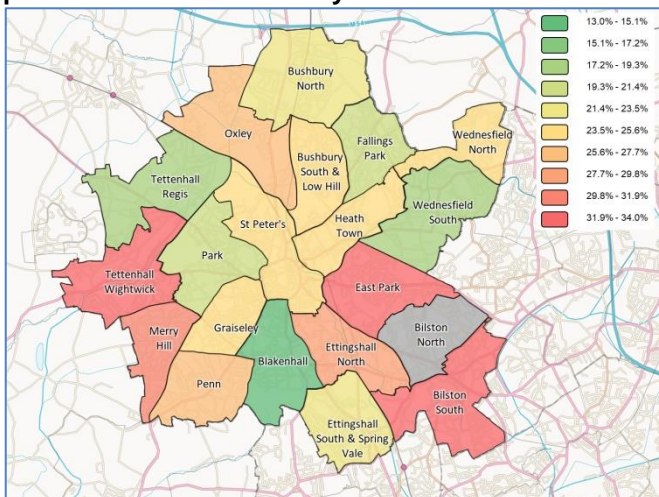 13.0% - 15.1%
15.1% - 17.2%
17.2% - 19.3%
19.3% - 21.4%
21.4% - 23.5%
23.5% - 25.6%
25.6% - 27.7%
27.7% - 29.8%
29.8% - 31.9%
31.9% - 34.0%
Bushbury
North
Oxley
Bushbury
South &
Low Hill
Fallings
Park
Wednesfield
North
Tettenhall
Regis
Wednesfield
South
St Peter's
Heath
Town
Park
Tettenhall
Wightwick
East Park
Merry
Hill
Graiseley
Blakenhall
Ettingshall
North
Bilston
North
Penn
Bilston
South
Ettingshall
South & Spring
Vale